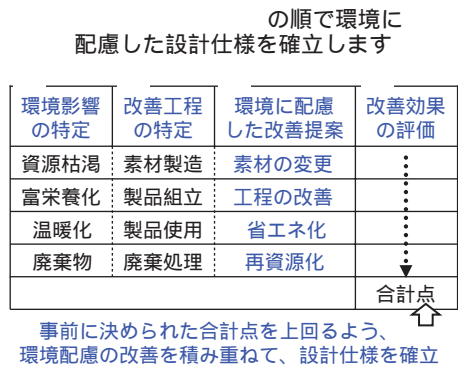 の順で環境に
配慮した設計仕様を確立します
環境影響の特定 改善工程の特定 環境に配慮した改善提案 改善効果の評価
資源枯渇 素材製造 素材の変更
富栄養化 製品組立 工程の改善
温暖化 製品使用 省エネ化
廃棄物 廃棄処理 再資源化
合計点
事前に決められた合計点を上回るよう、
環境配慮の改善を積み重ねて、設計仕様を確立